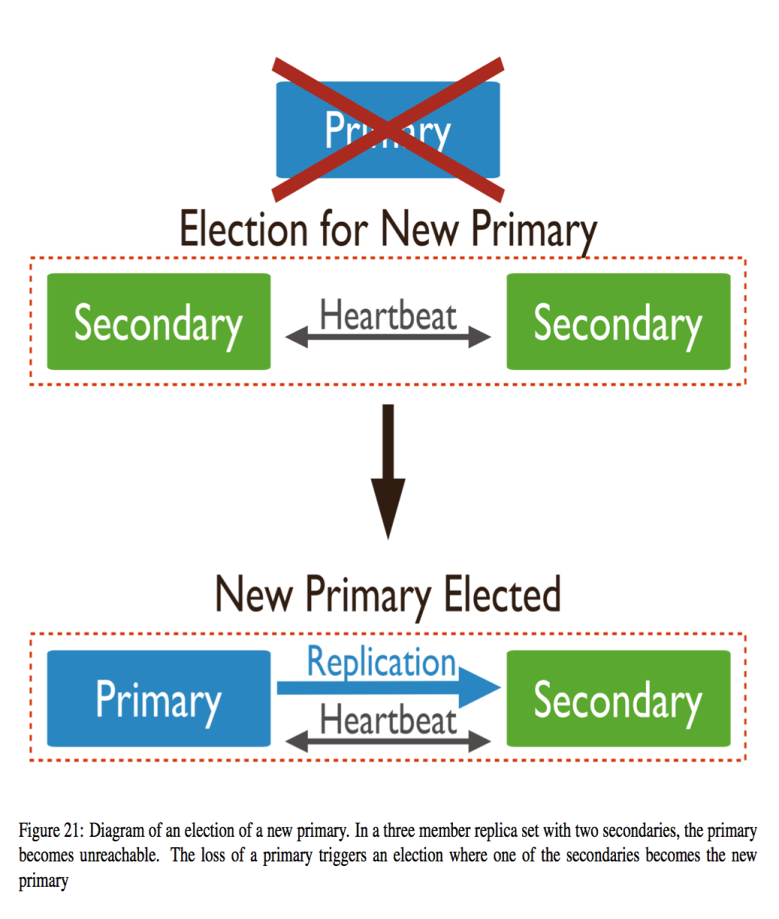 Primary
Election for New Primary
Secondary Heartbeat Secondary
New Primary Elected
Replication
Primary Secondary
Heartbeat
Figure 21: Diagram of an election of a new primary. In a three member replica set with two secondaries, the primary
becomes unreachable. The loss of a primary triggers an election where one of the secondaries becomes the new
primary